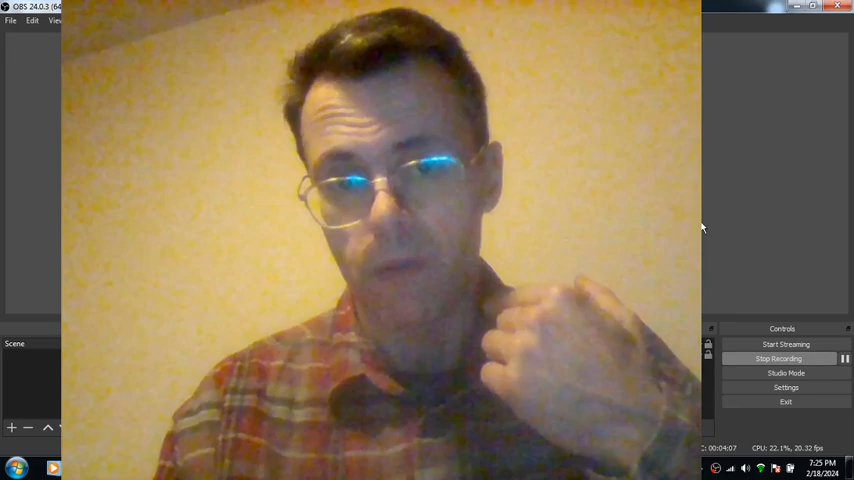 OBS 24.0.3 (64
File Edit View
Controls
Start Streaming
Stop Recording
Studio Mode
Settings
Exit
Scene
C: 00:04:07 CPU: 22.1%, 20.32 fps
7:25 PM
2/18/2024